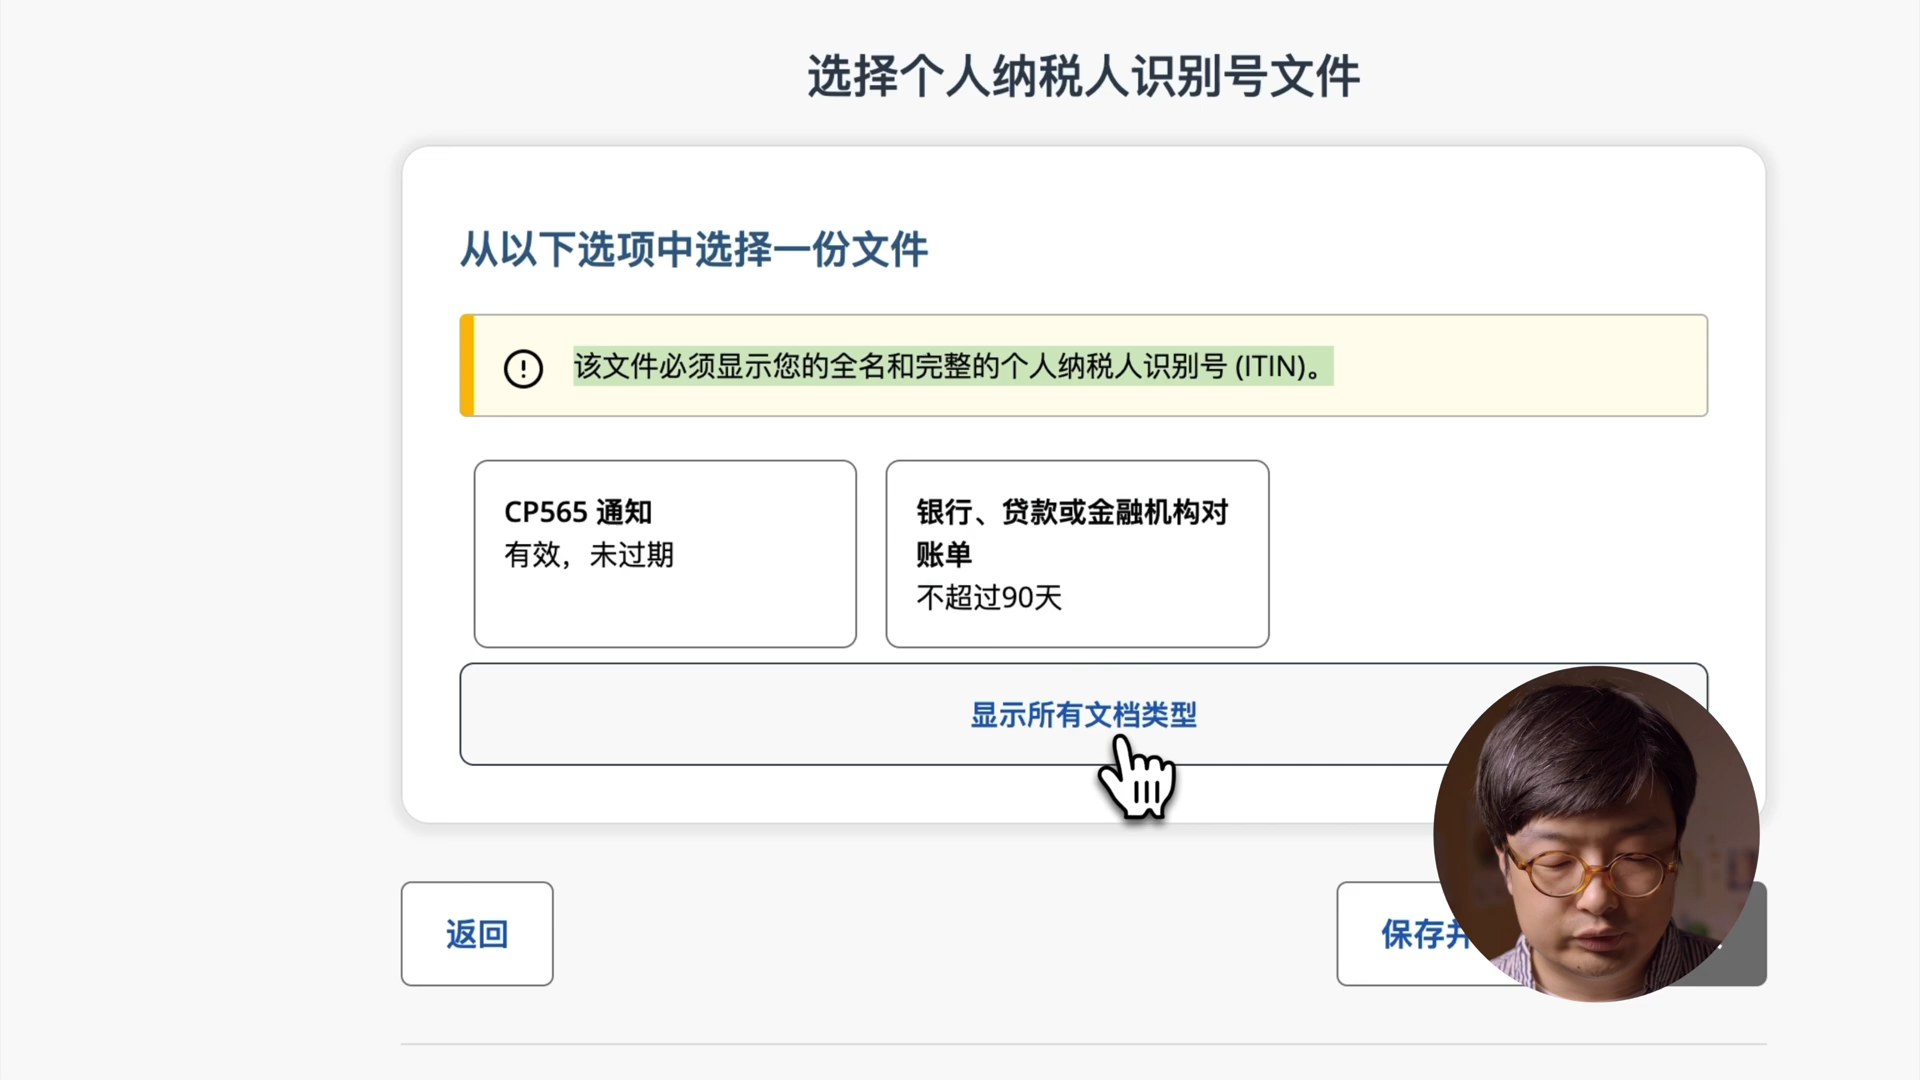 选择个人纳税人识别号文件
从以下选项中选择一份文件
该文件必须显示您的全名和完整的个人纳税人识别号 (ITIN)。
CP565 通知
有效，未过期
银行、贷款或金融机构对
账单
不超过90天
显示所有文档类型
返回
保存并